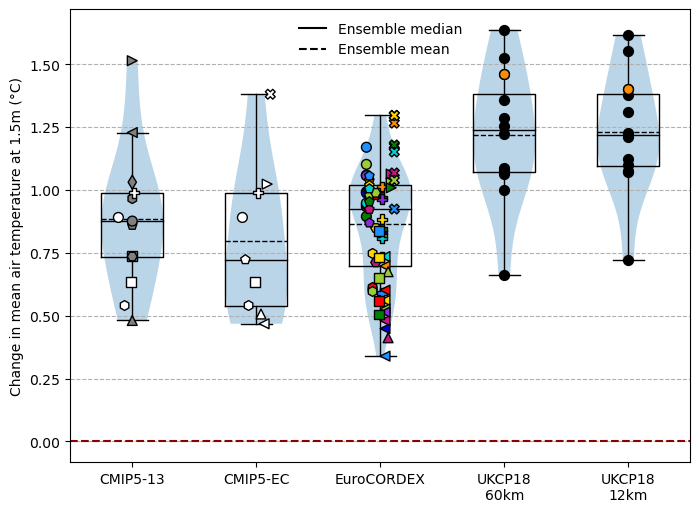 Ensemble median
Ensemble mean
Change in mean air temperature at 1.5m (°C)
1.50
1.25
1.00
0.75
0.50
0.25
0.00
CMIP5-13
CMIP5-EC
EuroCORDEX
UKCP18
60km
UKCP18
12km